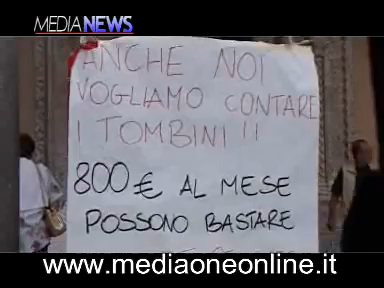 MEDIANEWS
ANCHE NOI
VOGLIAMO CONTARE
I TOMBINI !!
800 € AL MESE
POSSONO BASTARE
www.mediaoneonline.it